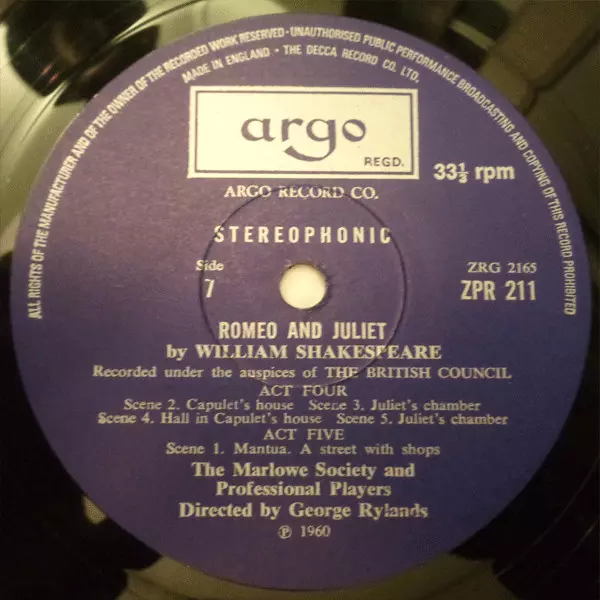 ALL RIGHTS OF THE MANUFACTURER AND OF THE OWNER OF THE RECORDED WORK RESERVED · UNAUTHORISED PUBLIC PERFORMANCE BROADCASTING AND COPYING OF THIS RECORD PROHIBITED
MADE IN ENGLAND · THE DECCA RECORD CO. LTD.
argo
REGD.
33⅓ rpm
ARGO RECORD CO.
STEREOPHONIC
Side
7
ZRG 2165
ZPR 211
ROMEO AND JULIET
by WILLIAM SHAKESPEARE
Recorded under the auspices of THE BRITISH COUNCIL
ACT FOUR
Scene 2. Capulet's house Scene 3. Juliet's chamber
Scene 4. Hall in Capulet's house Scene 5. Juliet's chamber
ACT FIVE
Scene 1. Mantua. A street with shops
The Marlowe Society and
Professional Players
Directed by George Rylands
℗ 1960